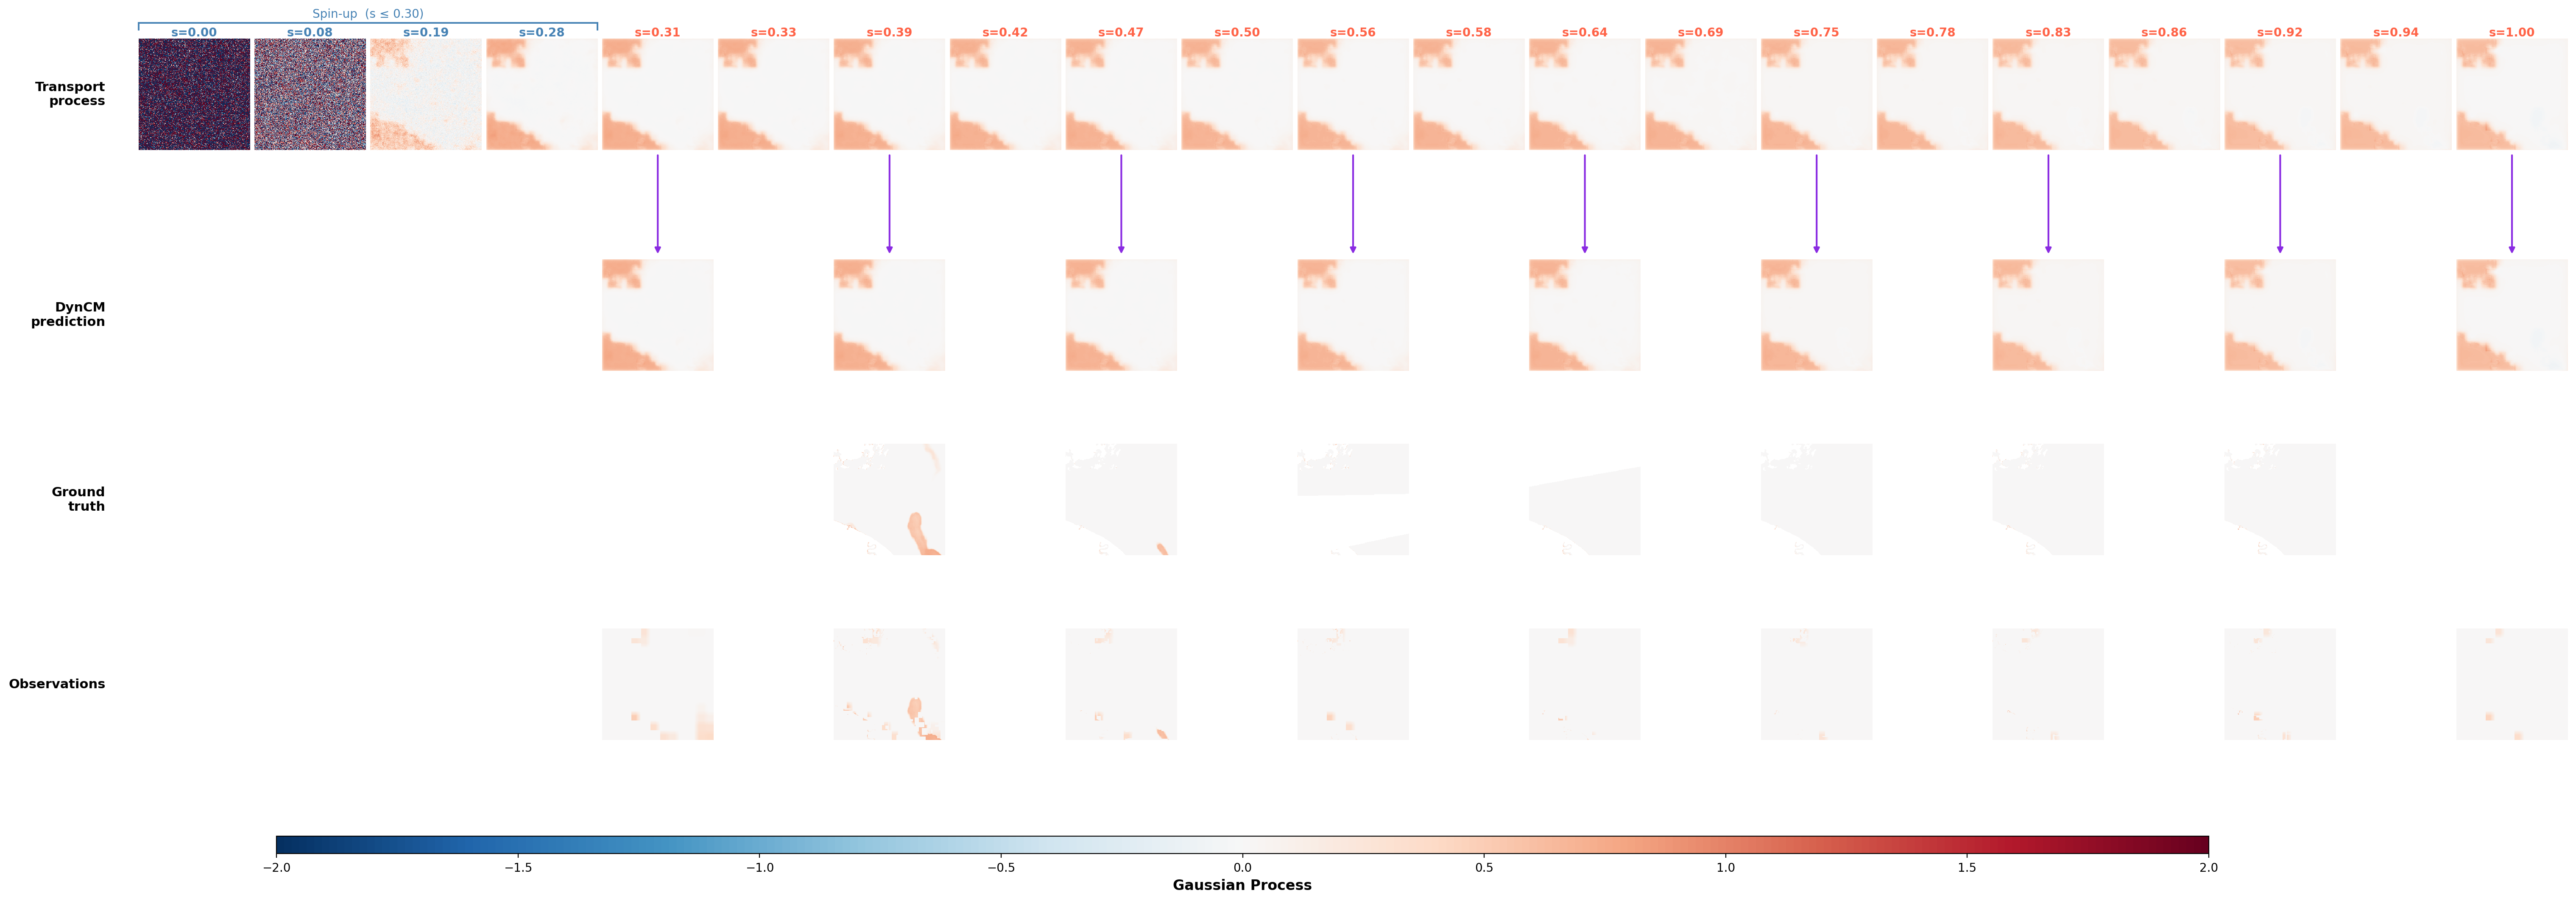 Spin-up (s ≤ 0.30)
s=0.00 s=0.08 s=0.19 s=0.28 s=0.31 s=0.33 s=0.39 s=0.42 s=0.47 s=0.50 s=0.56 s=0.58 s=0.64 s=0.69 s=0.75 s=0.78 s=0.83 s=0.86 s=0.92 s=0.94 s=1.00
Transport
process
DynCM
prediction
Ground
truth
Observations
−2.0 −1.5 −1.0 −0.5 0.0 0.5 1.0 1.5 2.0
Gaussian Process